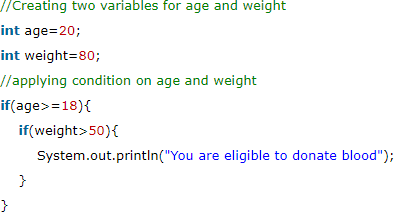 //Creating two variables for age and weight
int age=20;
int weight=80;
//applying condition on age and weight
if(age>=18){
if(weight>50){
System.out.println("You are eligible to donate blood");
}
}